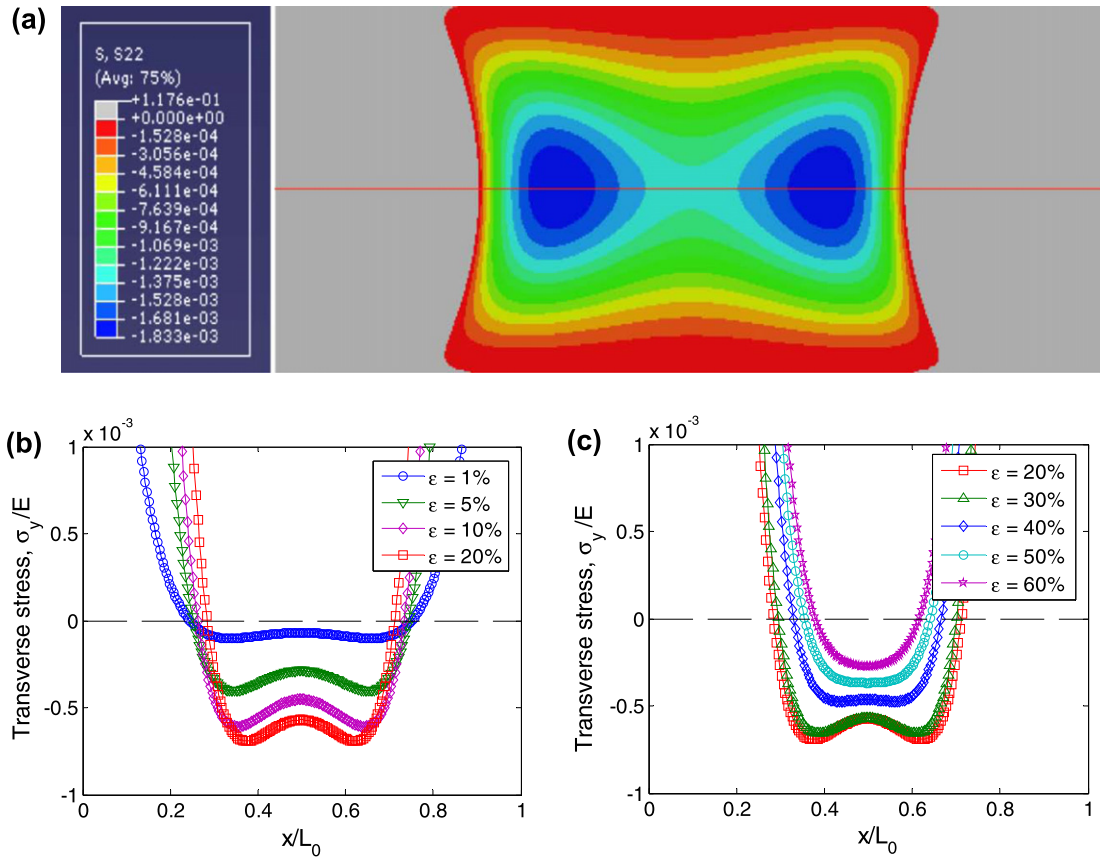 (a)
S, S22
(Avg: 75%)
+1.176e-01
+0.000e+00
-1.528e-04
-3.056e-04
-4.584e-04
-6.111e-04
-7.639e-04
-9.167e-04
-1.069e-03
-1.222e-03
-1.375e-03
-1.528e-03
-1.681e-03
-1.833e-03
(b)
x 10⁻³
1
0.5
0
-0.5
-1
Transverse stress, σy/E
ε = 1%
ε = 5%
ε = 10%
ε = 20%
0 0.2 0.4 0.6 0.8 1
x/L₀
(c)
x 10⁻³
1
0.5
0
-0.5
-1
Transverse stress, σy/E
ε = 20%
ε = 30%
ε = 40%
ε = 50%
ε = 60%
0 0.2 0.4 0.6 0.8 1
x/L₀